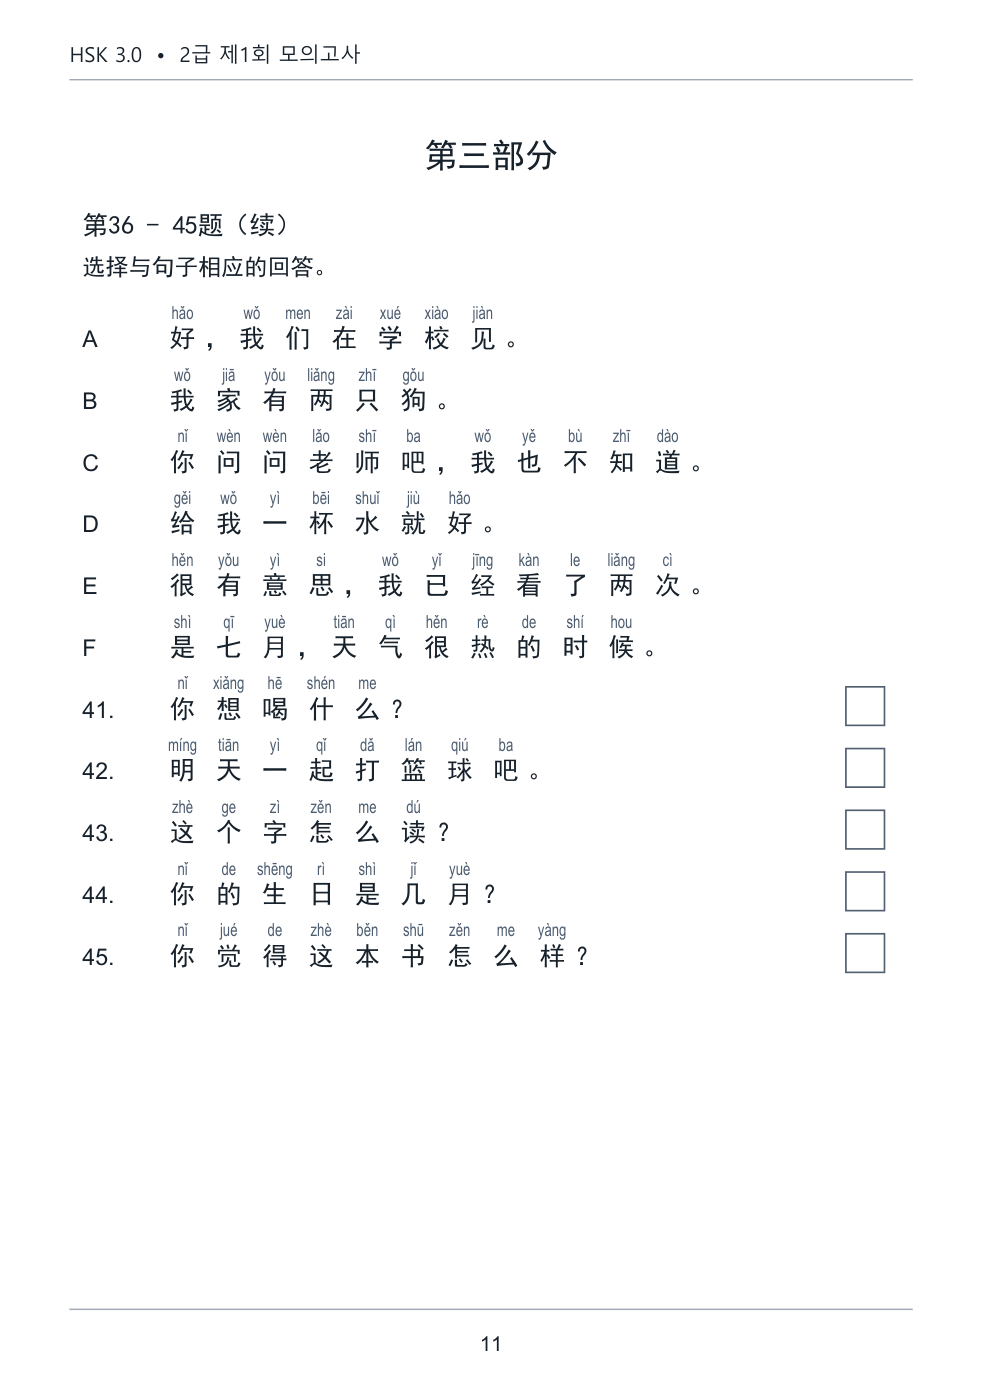 HSK 3.0 • 2급 제1회 모의고사
第三部分
第36 － 45题（续）
选择与句子相应的回答。
hǎo wǒ men zài xué xiào jiàn
A 好，我们在学校见。
wǒ jiā yǒu liǎng zhī gǒu
B 我家有两只狗。
nǐ wèn wèn lǎo shī ba wǒ yě bù zhī dào
C 你问问老师吧，我也不知道。
gěi wǒ yì bēi shuǐ jiù hǎo
D 给我一杯水就好。
hěn yǒu yì si wǒ yǐ jīng kàn le liǎng cì
E 很有意思，我已经看了两次。
shì qī yuè tiān qì hěn rè de shí hou
F 是七月，天气很热的时候。
nǐ xiǎng hē shén me
41. 你想喝什么？
míng tiān yì qǐ dǎ lán qiú ba
42. 明天一起打篮球吧。
zhè ge zì zěn me dú
43. 这个字怎么读？
nǐ de shēng rì shì jǐ yuè
44. 你的生日是几月？
nǐ jué de zhè běn shū zěn me yàng
45. 你觉得这本书怎么样？
11